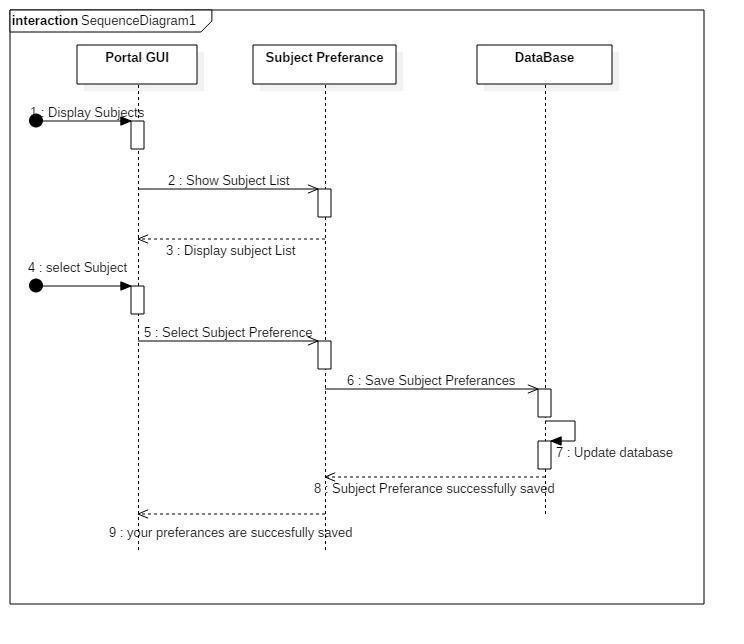 interaction SequenceDiagram1
Portal GUI
Subject Preferance
DataBase
1 : Display Subjects
2 : Show Subject List
3 : Display subject List
4 : select Subject
5 : Select Subject Preference
6 : Save Subject Preferances
7 : Update database
8 : Subject Preferance successfully saved
9 : your preferances are succesfully saved